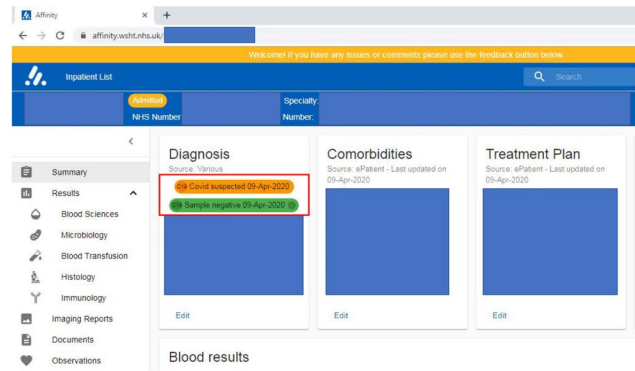 Affinity
affinity.wsht.nhs.uk/
Welcome! If you have any issues or comments please use the feedback button below.
Inpatient List
Search
Admitted
Specialty:
NHS Number
Number:
Summary
Results
Blood Sciences
Microbiology
Blood Transfusion
Histology
Immunology
Imaging Reports
Documents
Observations
Diagnosis
Source: Various
Covid suspected 09-Apr-2020
Sample negative 09-Apr-2020
Edit
Comorbidities
Source: ePatient - Last updated on
09-Apr-2020
Edit
Treatment Plan
Source: ePatient - Last updated on
09-Apr-2020
Edit
Blood results